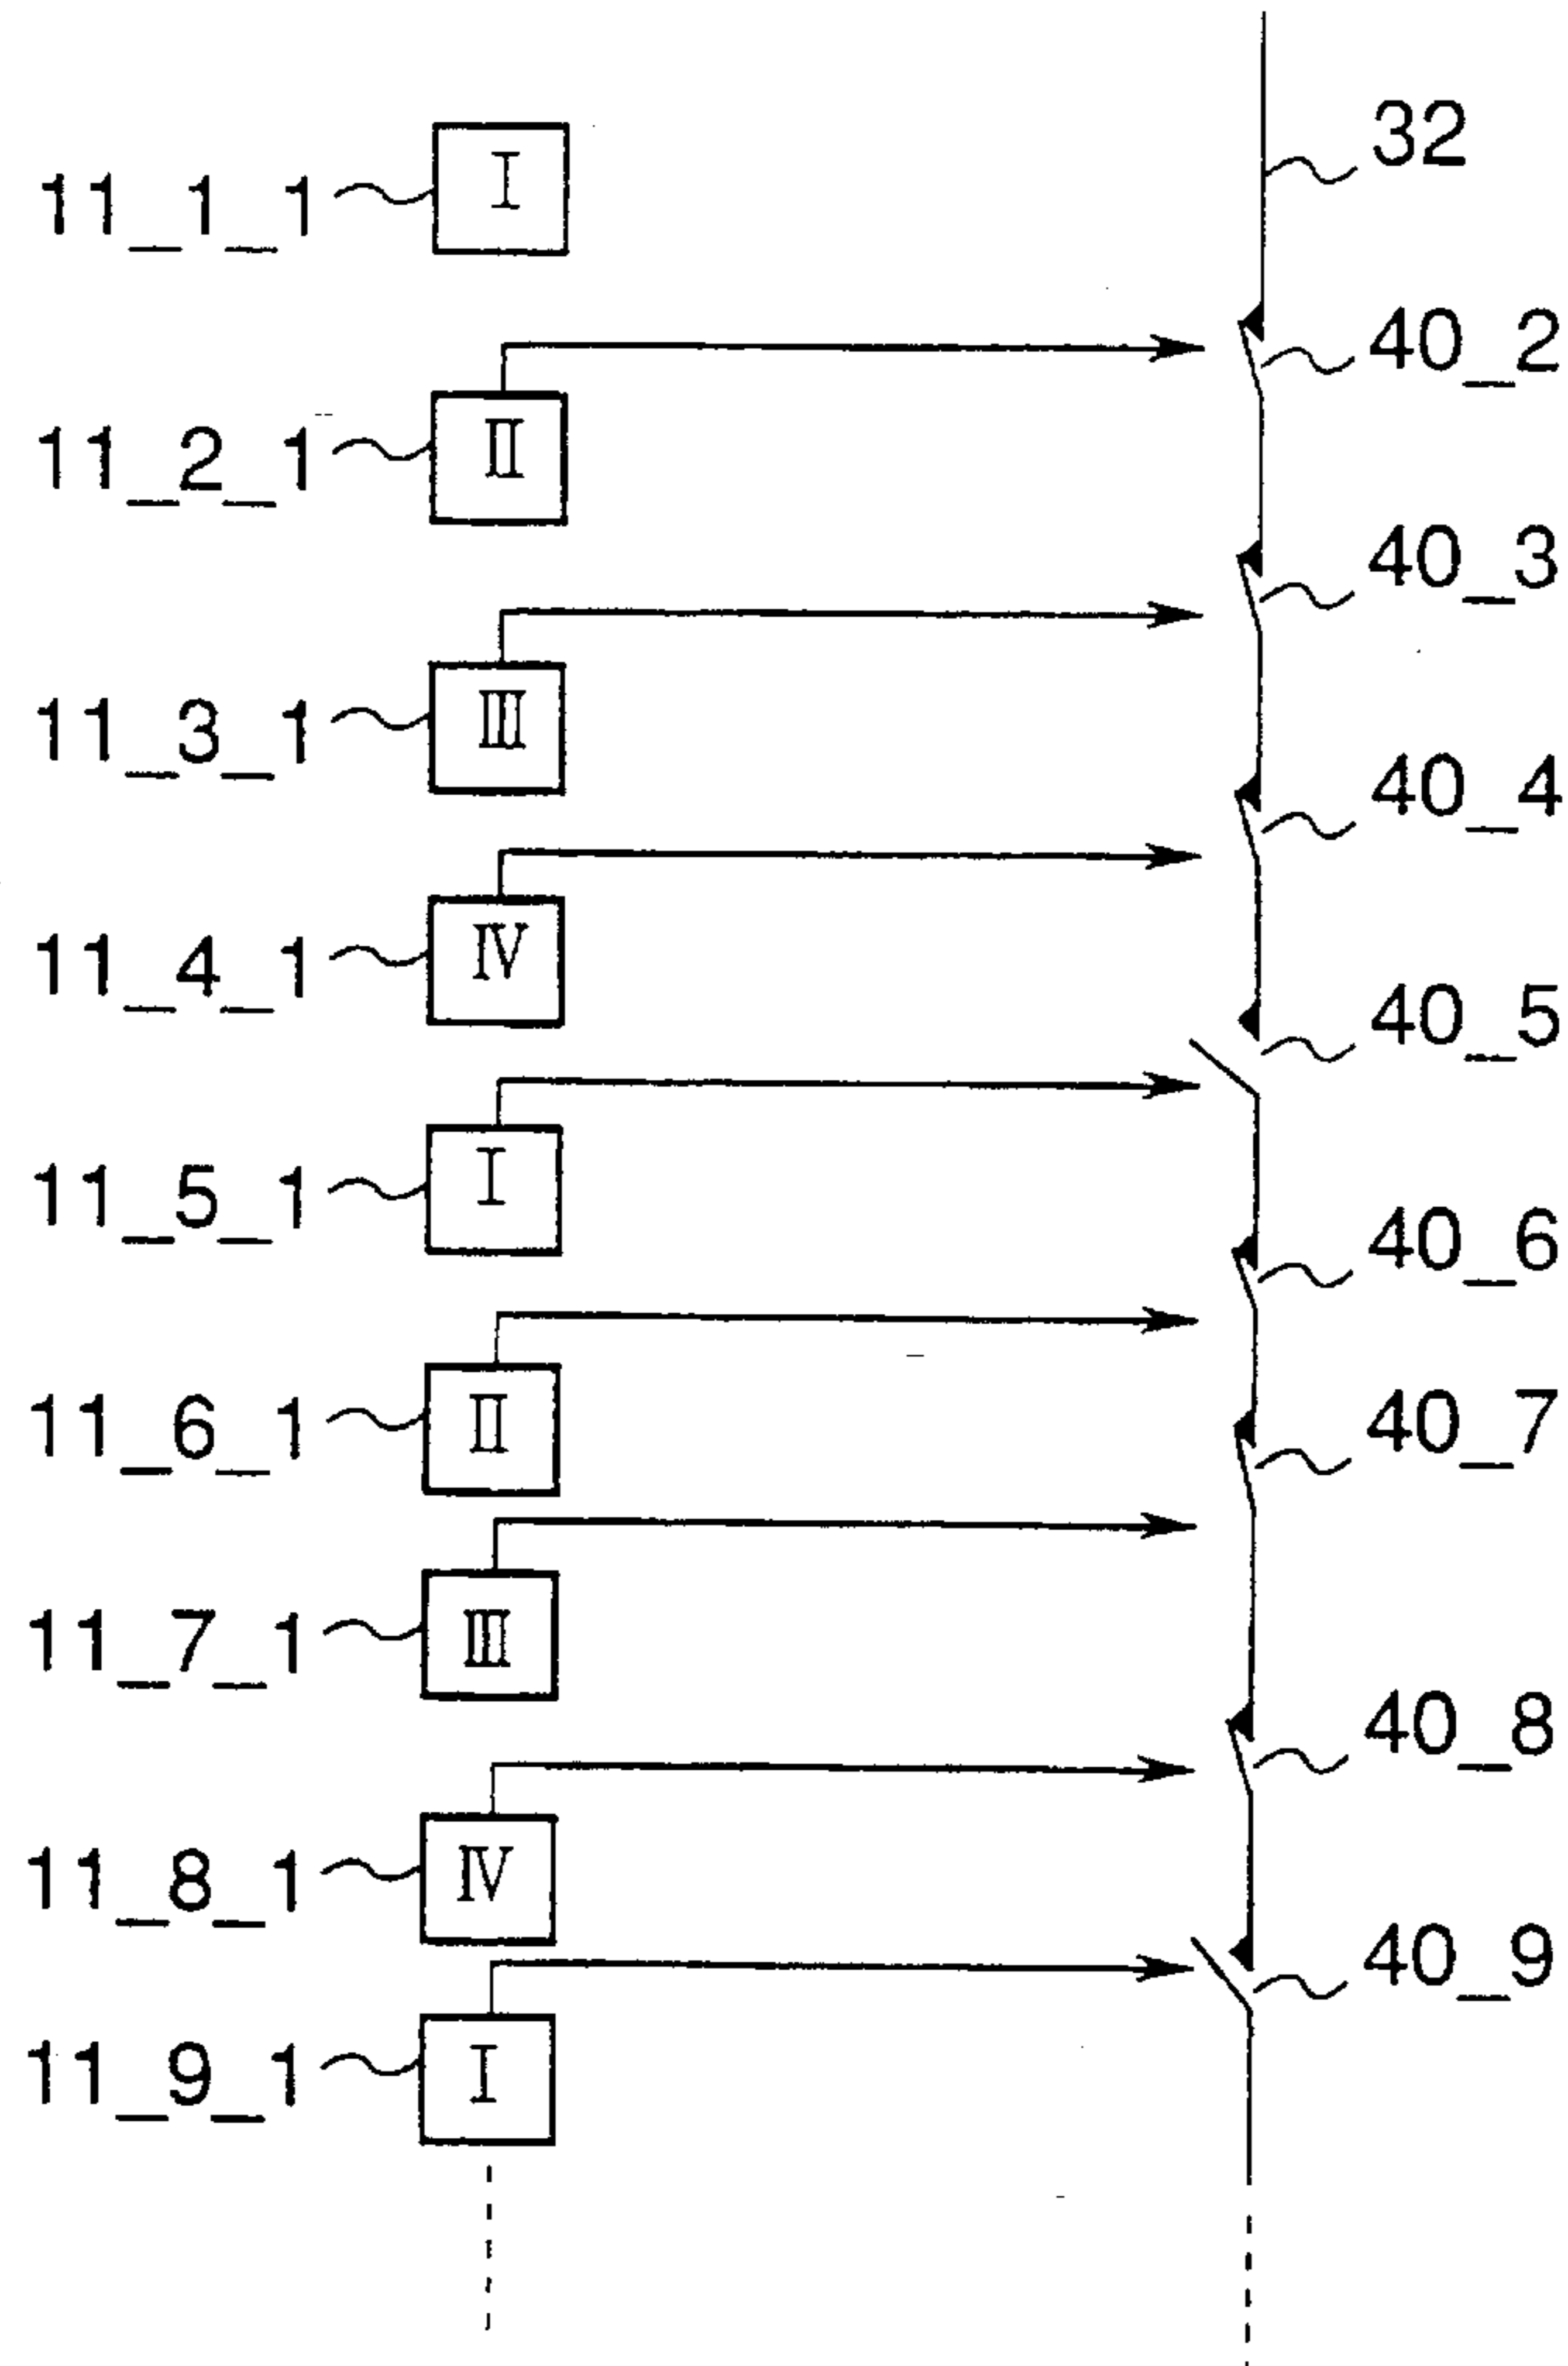 32
11_1_1 I
40_2
11_2_1 II
40_3
11_3_1 III
40_4
11_4_1 IV
40_5
11_5_1 I
40_6
11_6_1 II
40_7
11_7_1 III
40_8
11_8_1 IV
40_9
11_9_1 I